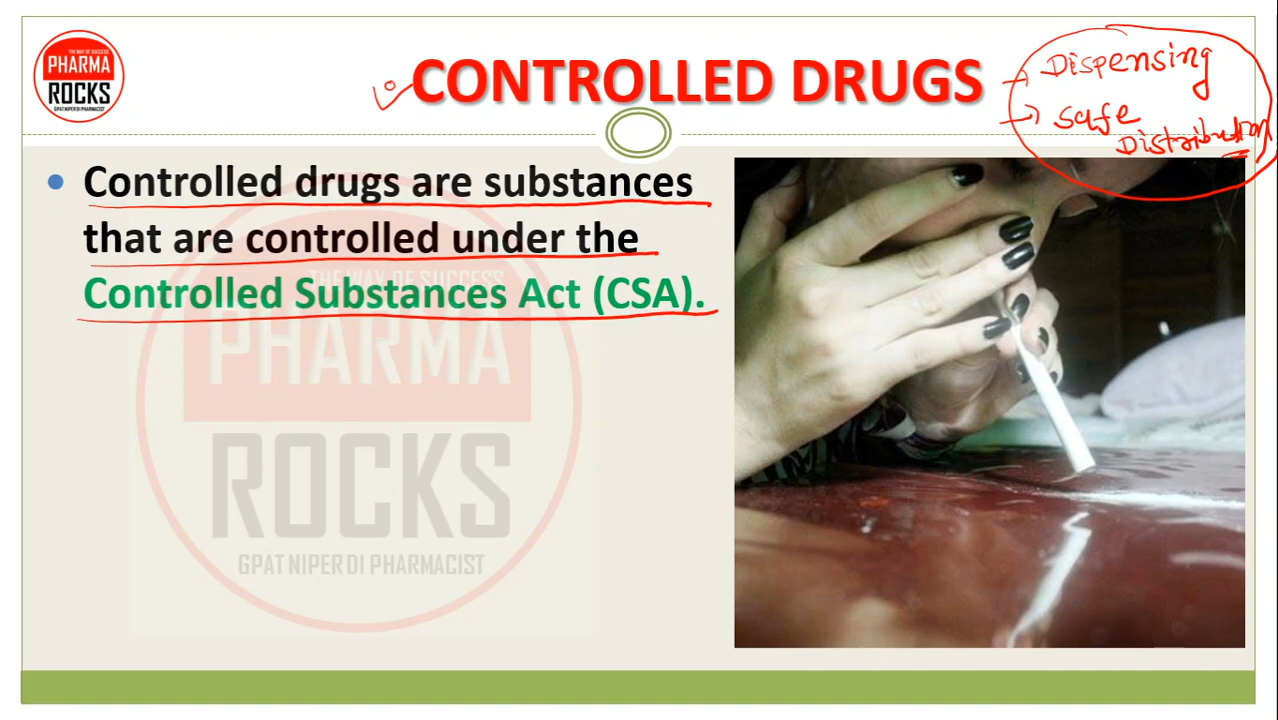 THE WAY OF SUCCESS
PHARMA
ROCKS
GPAT NIPER DI PHARMACIST
CONTROLLED DRUGS
Dispensing
safe
Distribution
• Controlled drugs are substances
that are controlled under the
Controlled Substances Act (CSA).
THE WAY OF SUCCESS
PHARMA
ROCKS
GPAT NIPER DI PHARMACIST